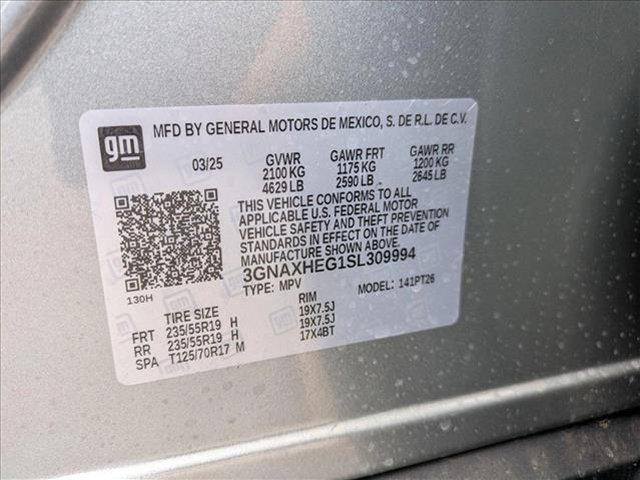 gm
MFD BY GENERAL MOTORS DE MEXICO, S. DE R.L. DE C.V.
03/25 GVWR GAWR FRT GAWR RR
2100 KG 1175 KG 1200 KG
4629 LB 2590 LB 2645 LB
THIS VEHICLE CONFORMS TO ALL
APPLICABLE U.S. FEDERAL MOTOR
VEHICLE SAFETY AND THEFT PREVENTION
STANDARDS IN EFFECT ON THE DATE OF
MANUFACTURE SHOWN ABOVE.
3GNAXHEG1SL309994
130H
TYPE: MPV MODEL: 141PT26
TIRE SIZE RIM
FRT 235/55R19 H 19X7.5J
RR 235/55R19 H 19X7.5J
SPA T125/70R17 M 17X4BT